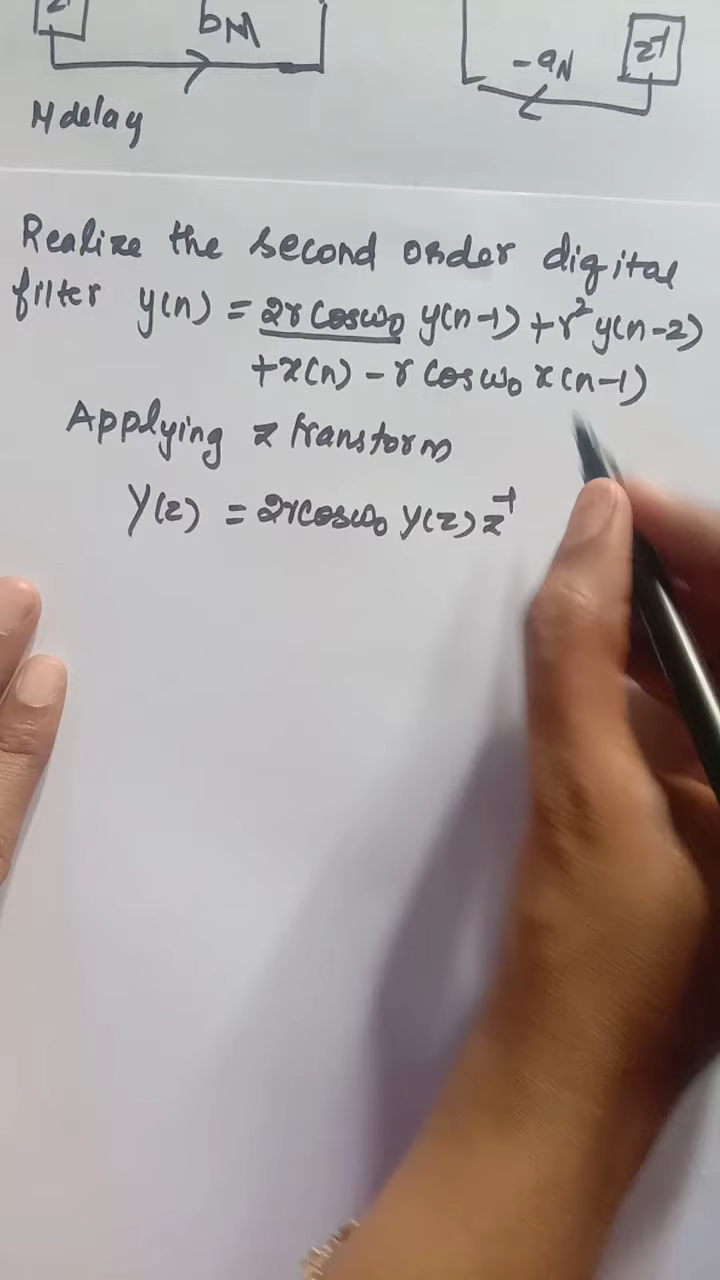 z⁻¹ bM -aN z⁻¹
M delay
Realize the second order digital
filter y(n) = 2r cosω₀ y(n-1) + r² y(n-2)
+ x(n) - r cosω₀ x(n-1)
Applying z transform
Y(z) = 2r cosω₀ Y(z) z⁻¹